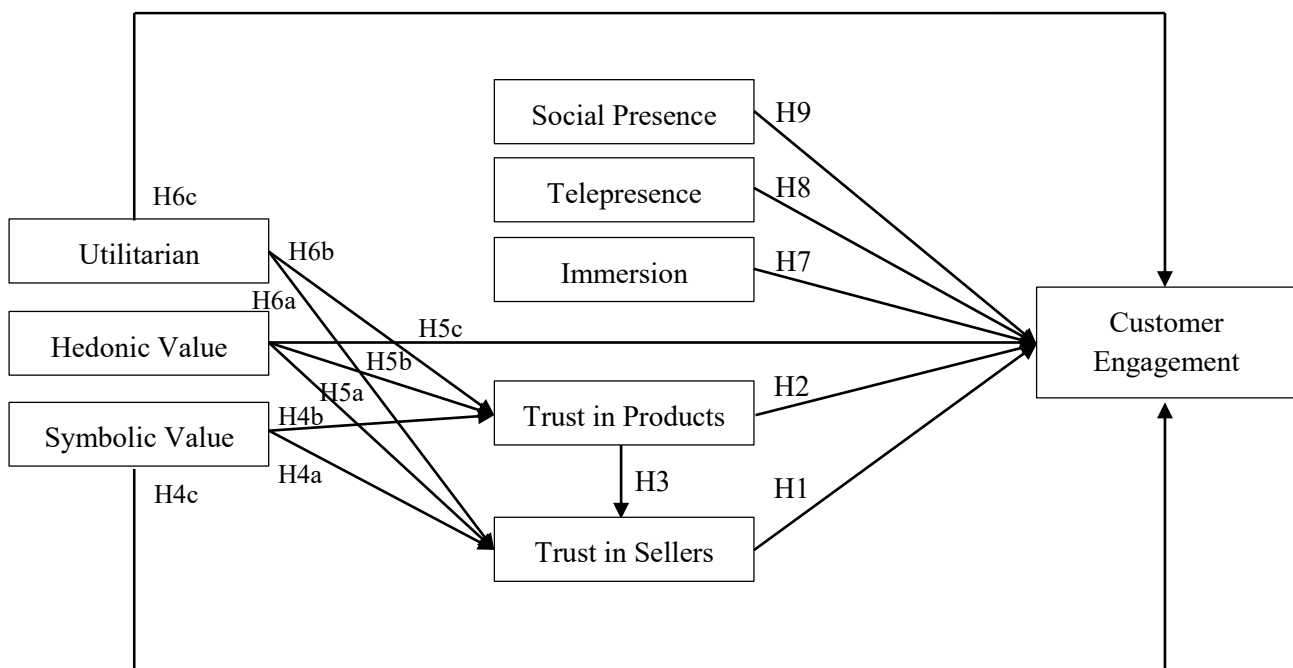 Social Presence
H9
Telepresence
H8
H6c
Utilitarian
H6b
Immersion
H7
H6a
Customer
Engagement
Hedonic Value
H5c
H5b
H5a
Trust in Products
H2
Symbolic Value
H4b
H4a
H4c
H3
H1
Trust in Sellers